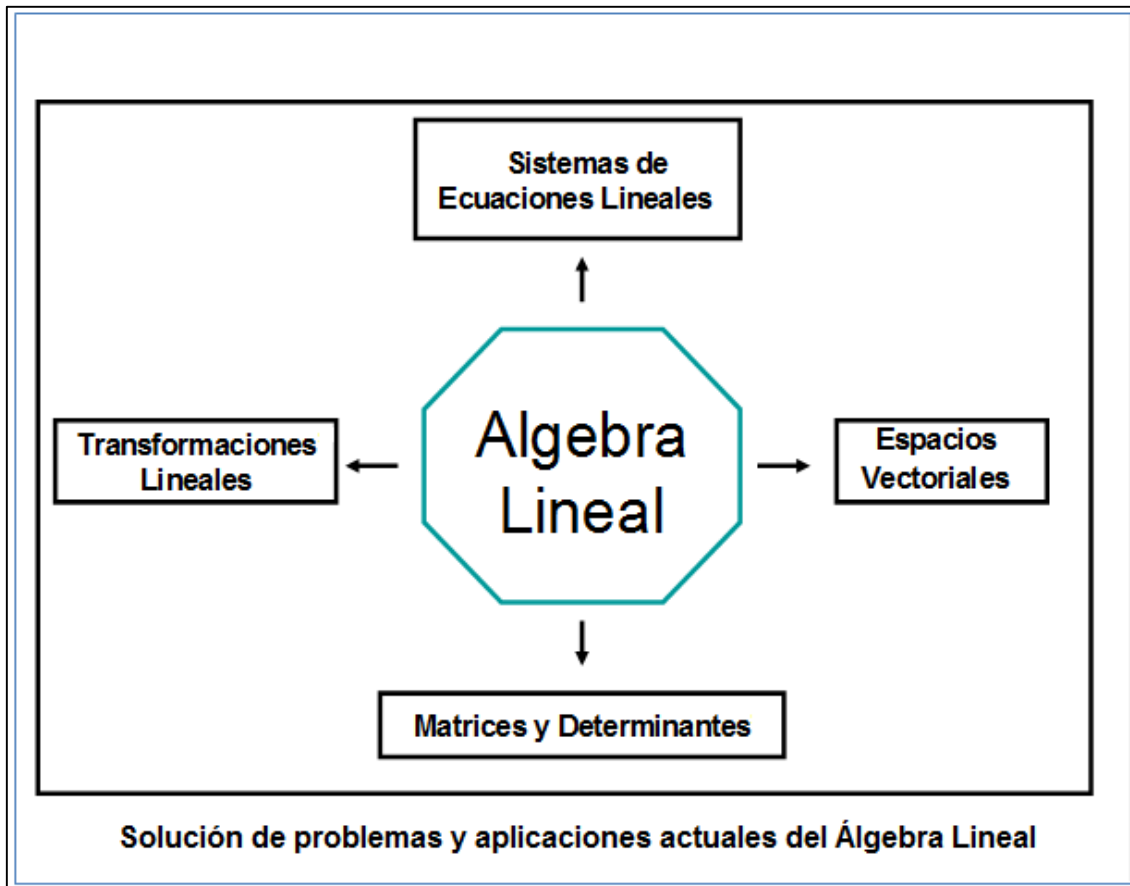 Sistemas de
Ecuaciones Lineales
Algebra
Lineal
Transformaciones
Lineales
Espacios
Vectoriales
Matrices y Determinantes
Solución de problemas y aplicaciones actuales del Álgebra Lineal